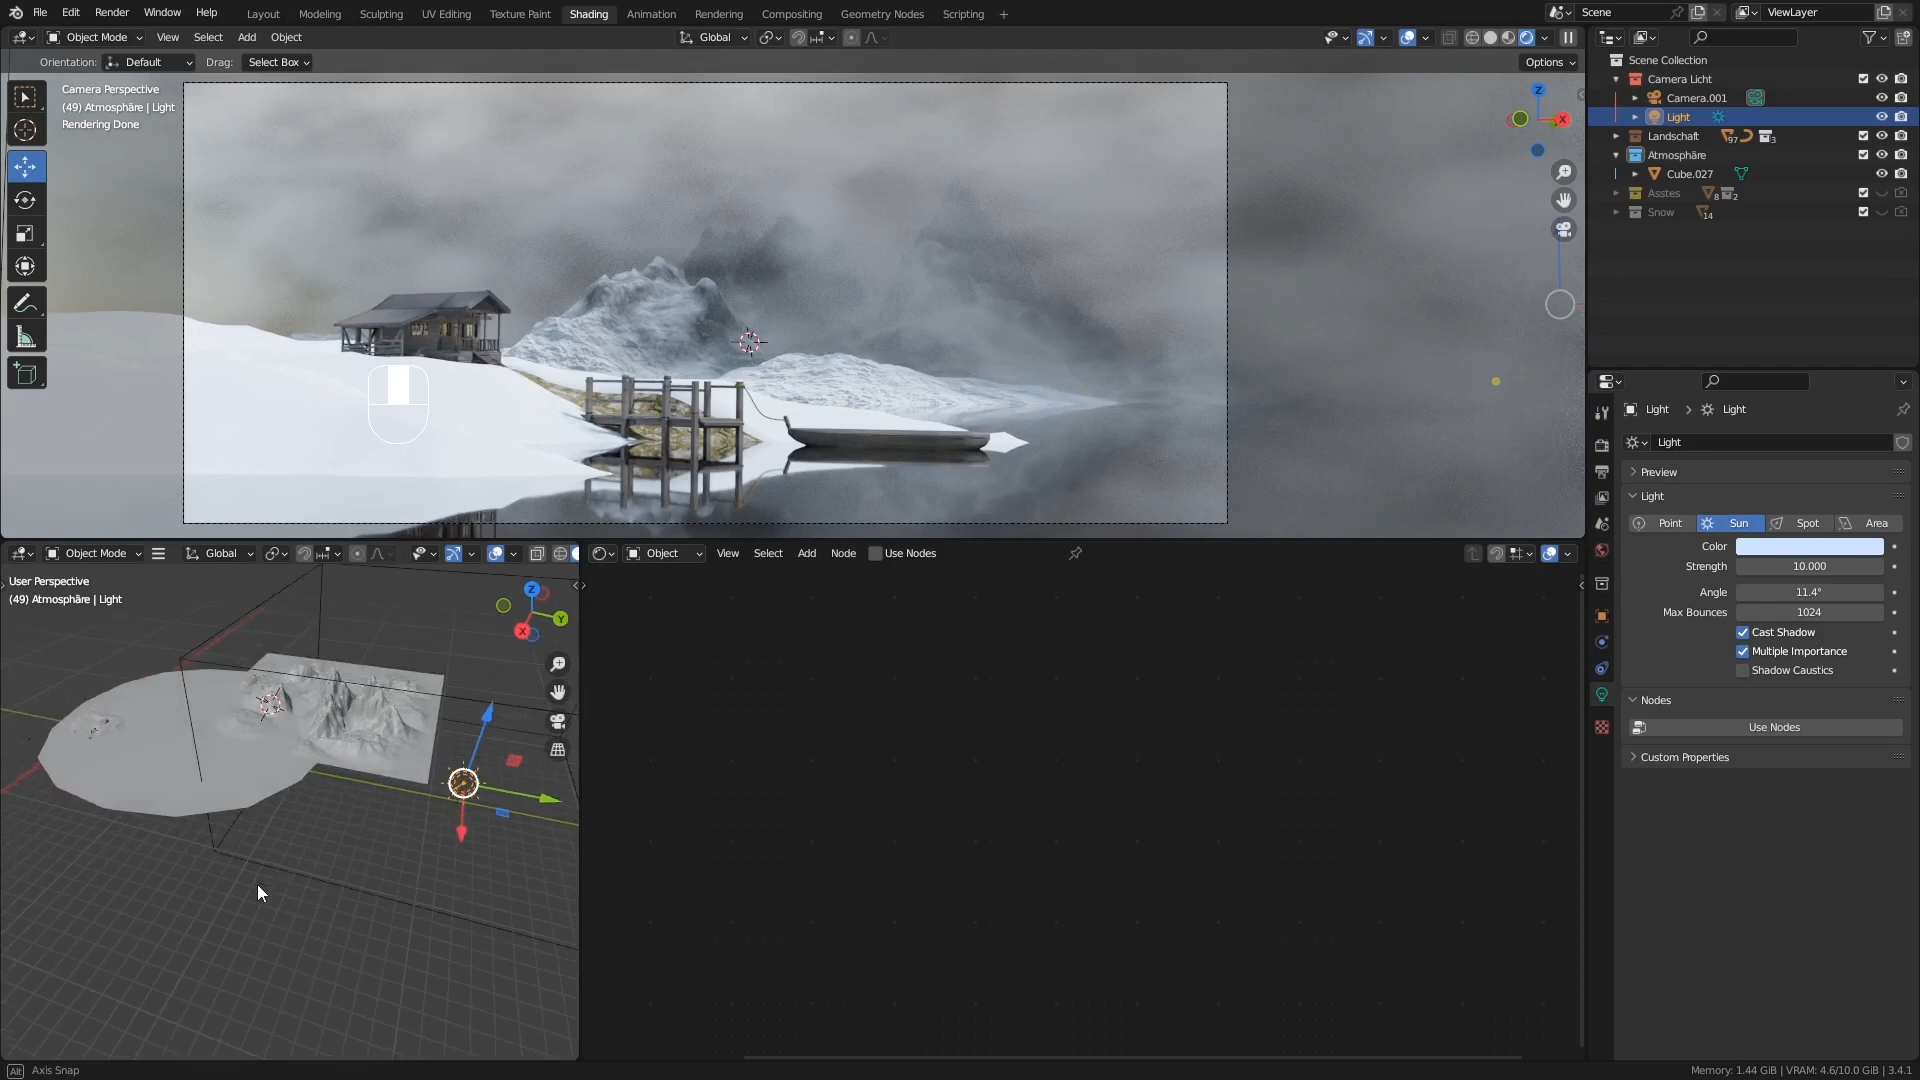 File Edit Render Window Help Layout Modeling Sculpting UV Editing Texture Paint Shading Animation Rendering Compositing Geometry Nodes Scripting + Scene ViewLayer
Object Mode View Select Add Object Global
Orientation: Default Drag: Select Box Options
Camera Perspective
(49) Atmosphäre | Light
Rendering Done
Z
X
Scene Collection
Camera Licht
Camera.001
Light
Landschaft 97 3
Atmosphäre
Cube.027
Asstes 8 2
Snow 14
Light Light
Light
Preview
Light
Point Sun Spot Area
Color
Strength 10.000
Angle 11.4°
Max Bounces 1024
Cast Shadow
Multiple Importance
Shadow Caustics
Nodes
Use Nodes
Custom Properties
Object Mode Global
User Perspective
(49) Atmosphäre | Light
Z
Y
X
Object View Select Add Node Use Nodes
Alt Axis Snap
Memory: 1.44 GiB | VRAM: 4.6/10.0 GiB | 3.4.1